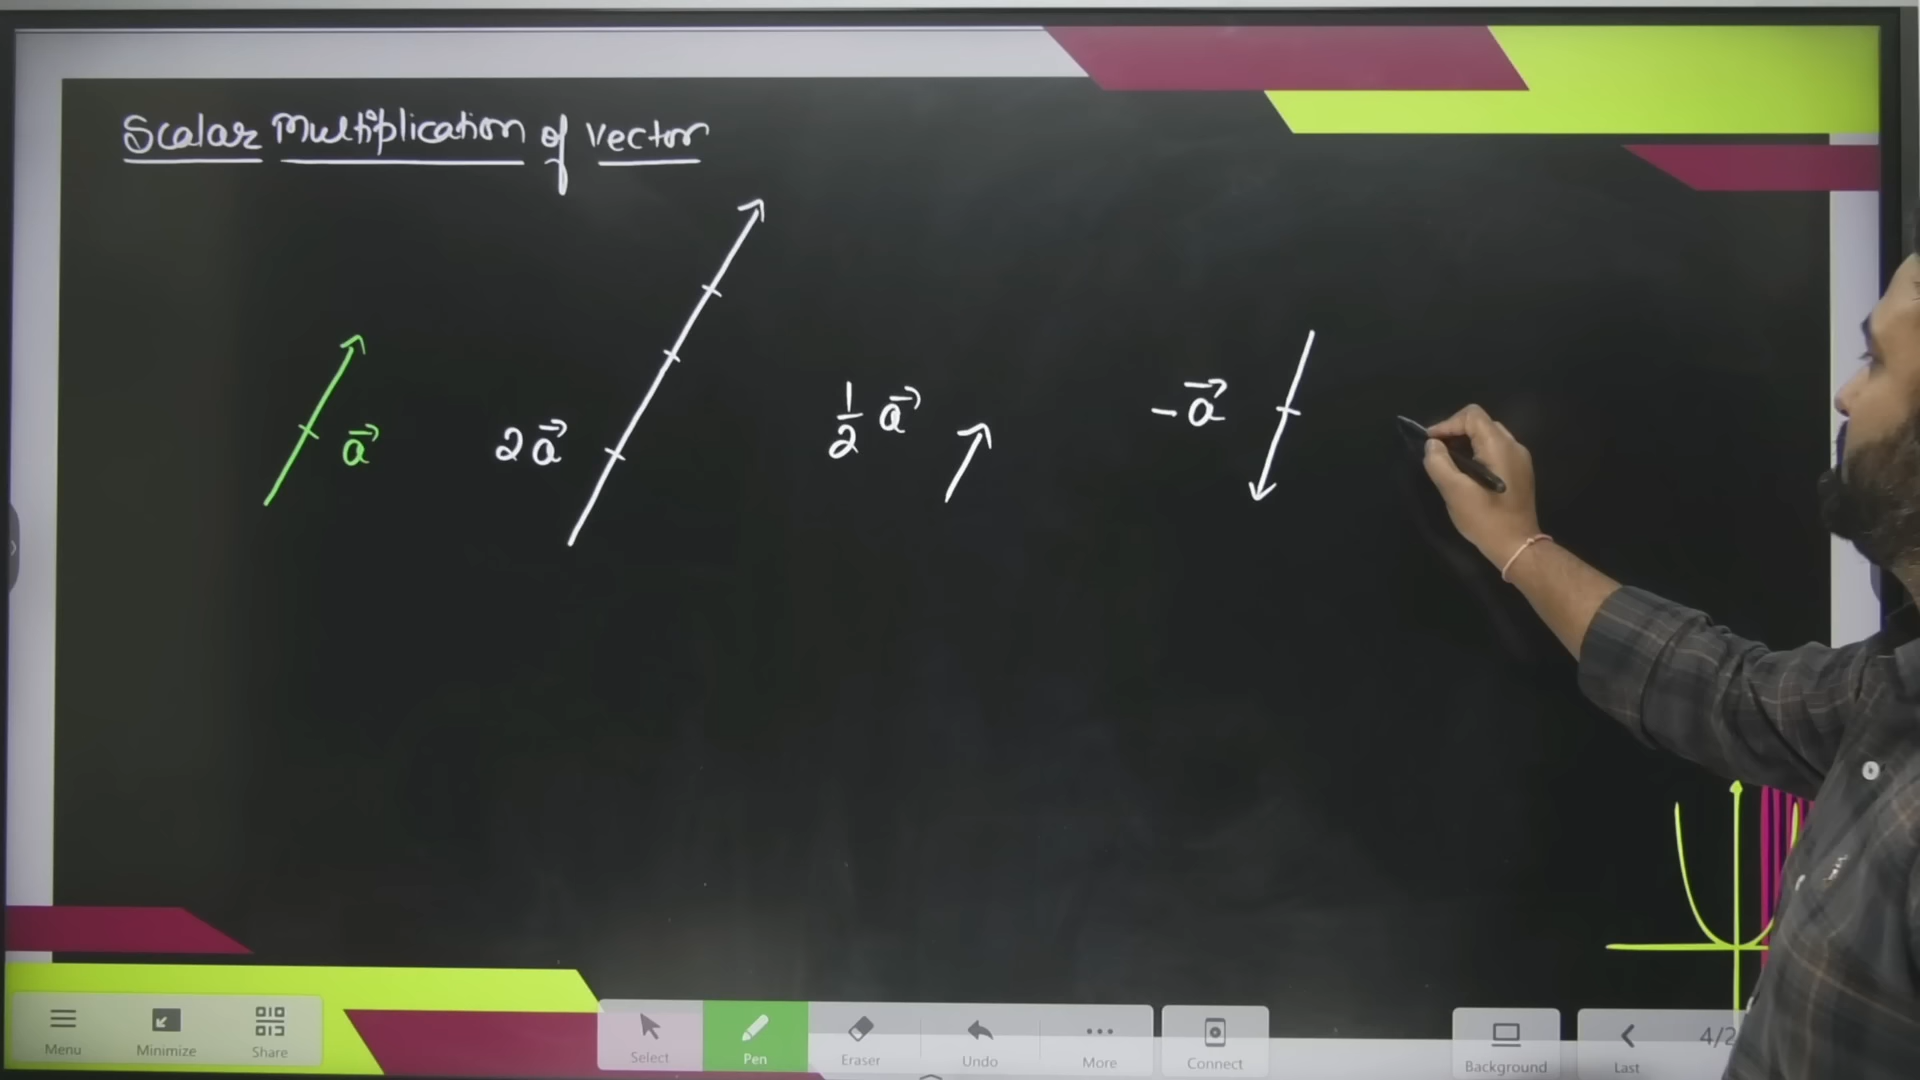 Scalar Multiplication of vector
a⃗
2a⃗
1/2 a⃗
-a⃗
Menu Minimize Share Select Pen Eraser Undo More Connect Background Last